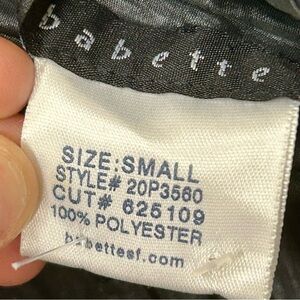 babette
SIZE:SMALL
STYLE# 20P3560
CUT# 625109
100% POLYESTER
babettesf.com